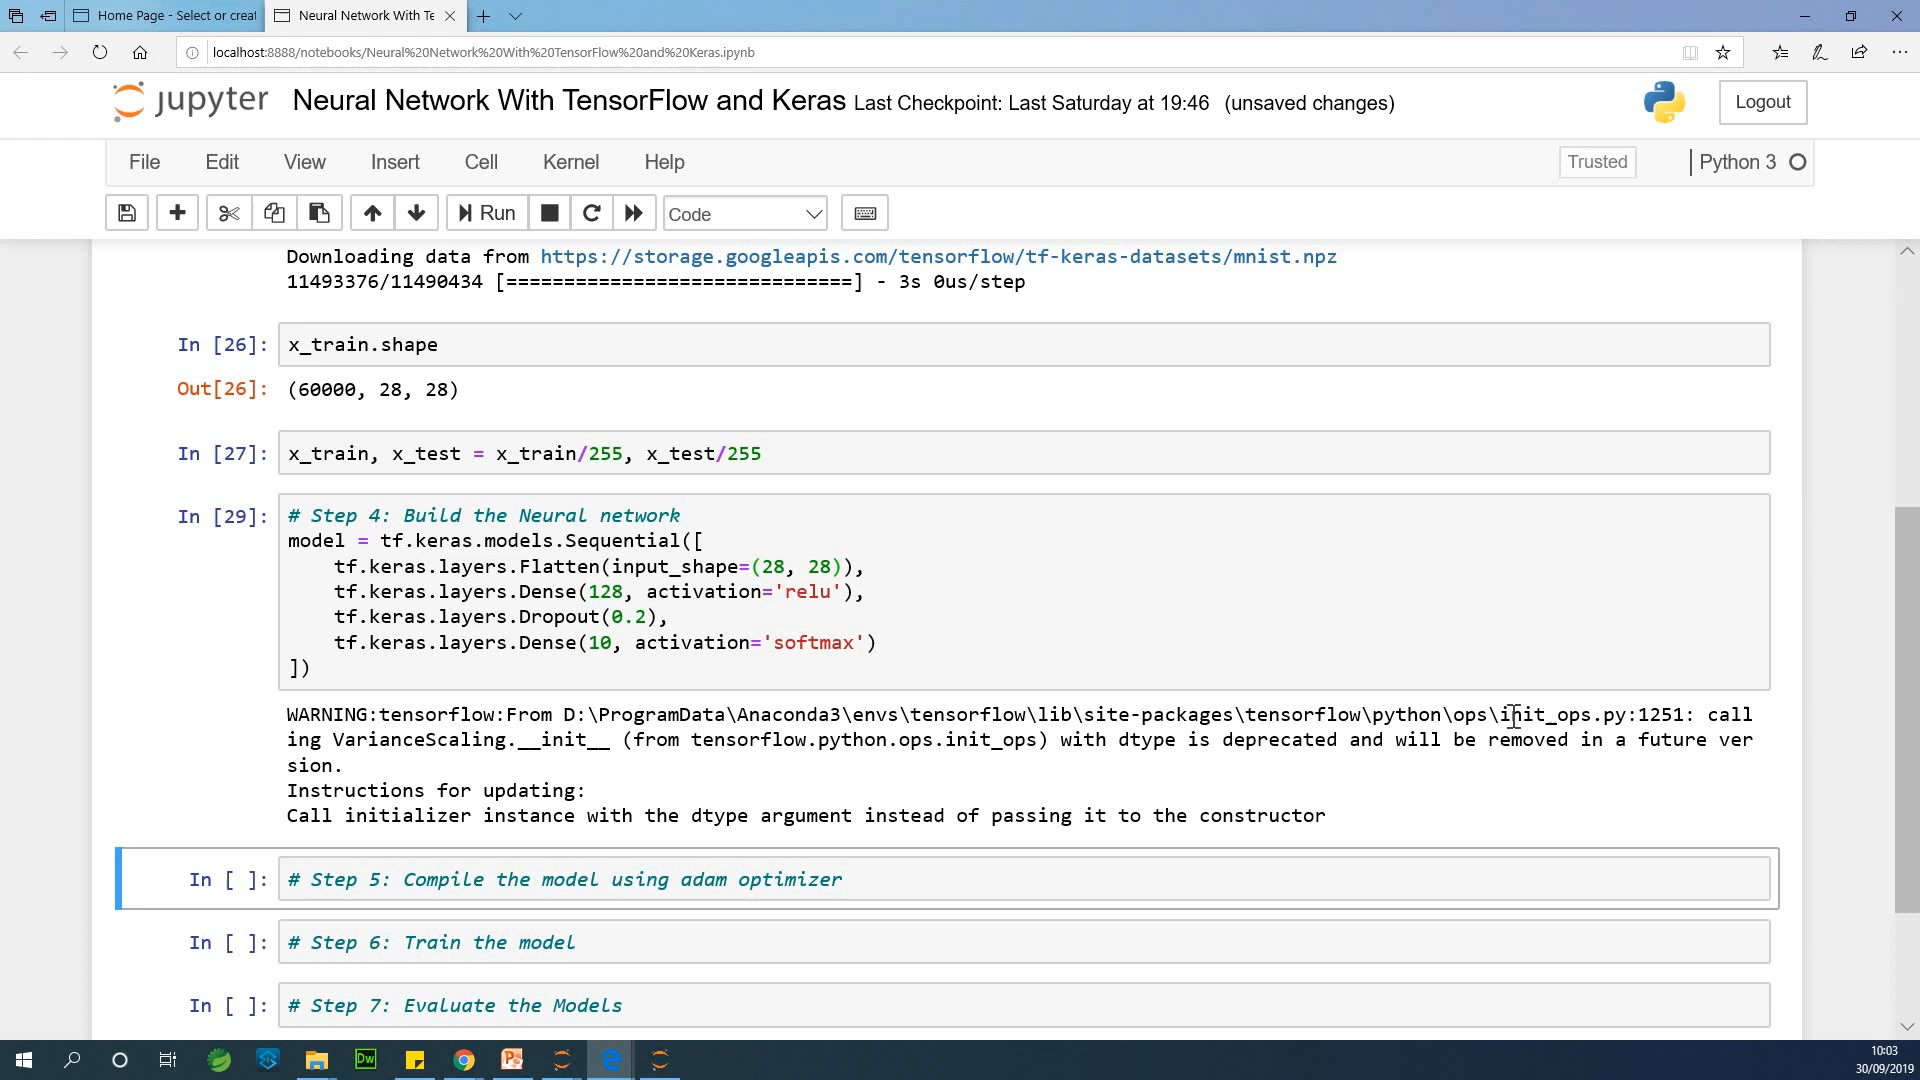 Home Page - Select or creat
Neural Network With Te
localhost:8888/notebooks/Neural%20Network%20With%20TensorFlow%20and%20Keras.ipynb
jupyter Neural Network With TensorFlow and Keras Last Checkpoint: Last Saturday at 19:46 (unsaved changes)
Logout
File Edit View Insert Cell Kernel Help
Trusted
Python 3
Run
Code
Downloading data from https://storage.googleapis.com/tensorflow/tf-keras-datasets/mnist.npz
11493376/11490434 [==============================] - 3s 0us/step
In [26]: x_train.shape
Out[26]: (60000, 28, 28)
In [27]: x_train, x_test = x_train/255, x_test/255
In [29]: # Step 4: Build the Neural network
model = tf.keras.models.Sequential([
tf.keras.layers.Flatten(input_shape=(28, 28)),
tf.keras.layers.Dense(128, activation='relu'),
tf.keras.layers.Dropout(0.2),
tf.keras.layers.Dense(10, activation='softmax')
])
WARNING:tensorflow:From D:\ProgramData\Anaconda3\envs\tensorflow\lib\site-packages\tensorflow\python\ops\init_ops.py:1251: call
ing VarianceScaling.__init__ (from tensorflow.python.ops.init_ops) with dtype is deprecated and will be removed in a future ver
sion.
Instructions for updating:
Call initializer instance with the dtype argument instead of passing it to the constructor
In [ ]: # Step 5: Compile the model using adam optimizer
In [ ]: # Step 6: Train the model
In [ ]: # Step 7: Evaluate the Models
Dw
10:03
30/09/2019